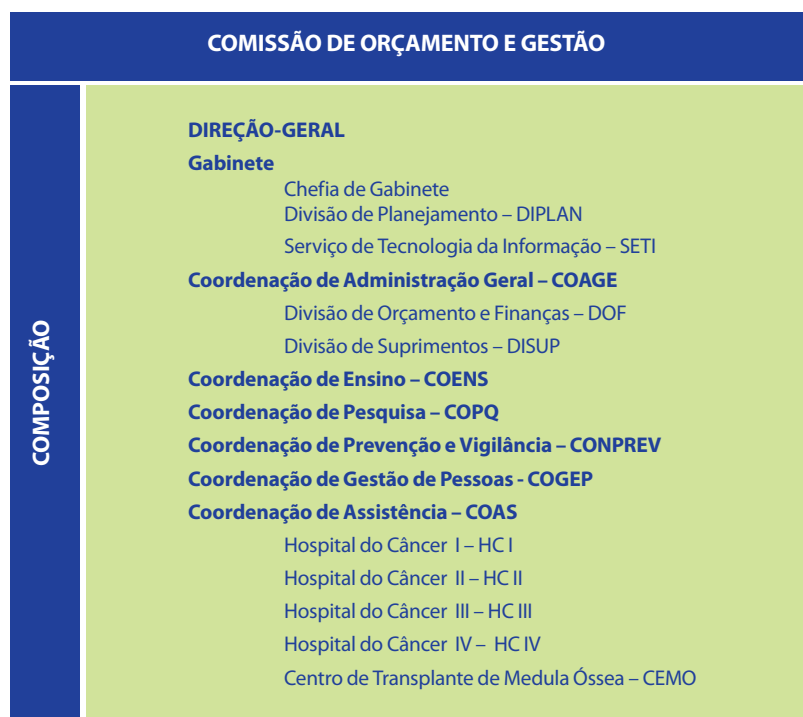 COMISSÃO DE ORÇAMENTO E GESTÃO
COMPOSIÇÃO
DIREÇÃO-GERAL
Gabinete
Chefia de Gabinete
Divisão de Planejamento – DIPLAN
Serviço de Tecnologia da Informação – SETI
Coordenação de Administração Geral – COAGE
Divisão de Orçamento e Finanças – DOF
Divisão de Suprimentos – DISUP
Coordenação de Ensino – COENS
Coordenação de Pesquisa – COPQ
Coordenação de Prevenção e Vigilância – CONPREV
Coordenação de Gestão de Pessoas - COGEP
Coordenação de Assistência – COAS
Hospital do Câncer I – HC I
Hospital do Câncer II – HC II
Hospital do Câncer III – HC III
Hospital do Câncer IV – HC IV
Centro de Transplante de Medula Óssea – CEMO